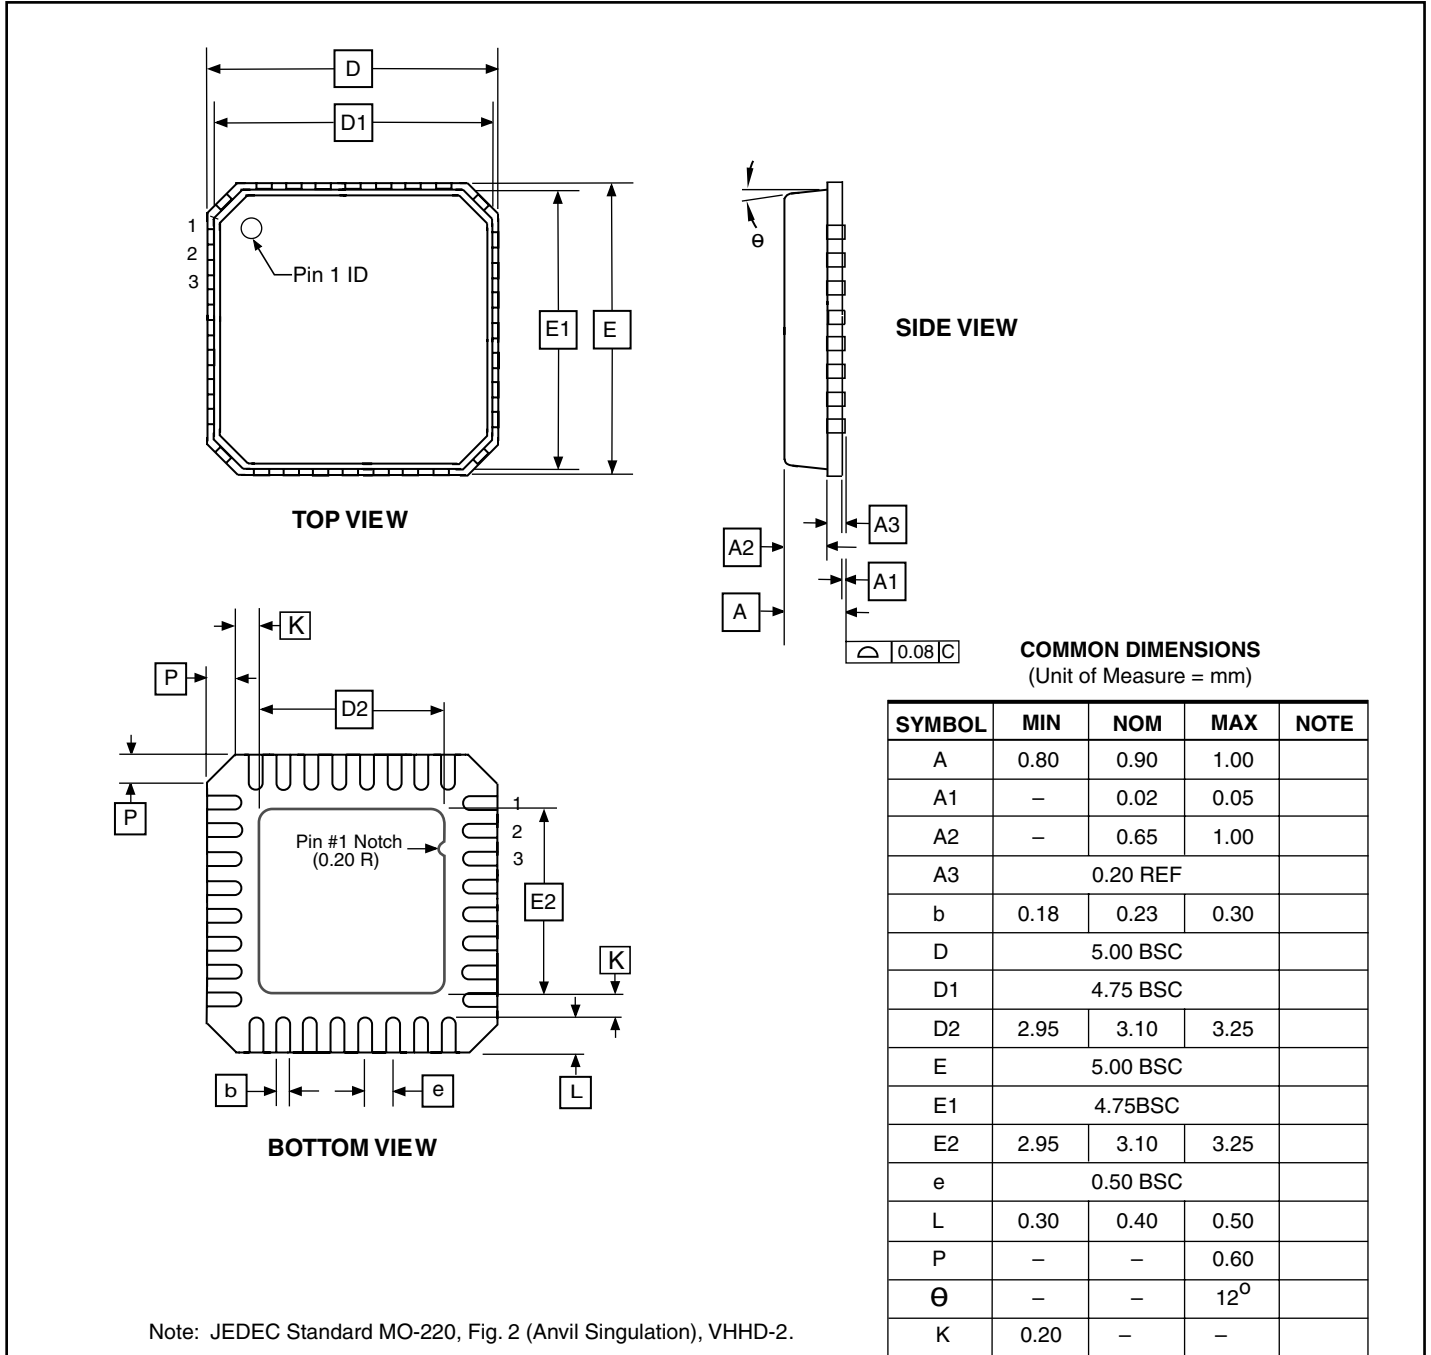 D
D1
1
2
3
Pin 1 ID
E1
E
TOP VIEW
θ
SIDE VIEW
A3
A2
A1
A
0.08 C
K
P
D2
P
Pin #1 Notch
(0.20 R)
1
2
3
E2
K
b
e
L
BOTTOM VIEW
COMMON DIMENSIONS
(Unit of Measure = mm)
SYMBOL MIN NOM MAX NOTE
A 0.80 0.90 1.00
A1 – 0.02 0.05
A2 – 0.65 1.00
A3 0.20 REF
b 0.18 0.23 0.30
D 5.00 BSC
D1 4.75 BSC
D2 2.95 3.10 3.25
E 5.00 BSC
E1 4.75BSC
E2 2.95 3.10 3.25
e 0.50 BSC
L 0.30 0.40 0.50
P – – 0.60
θ – – 12o
K 0.20 – –
Note: JEDEC Standard MO-220, Fig. 2 (Anvil Singulation), VHHD-2.